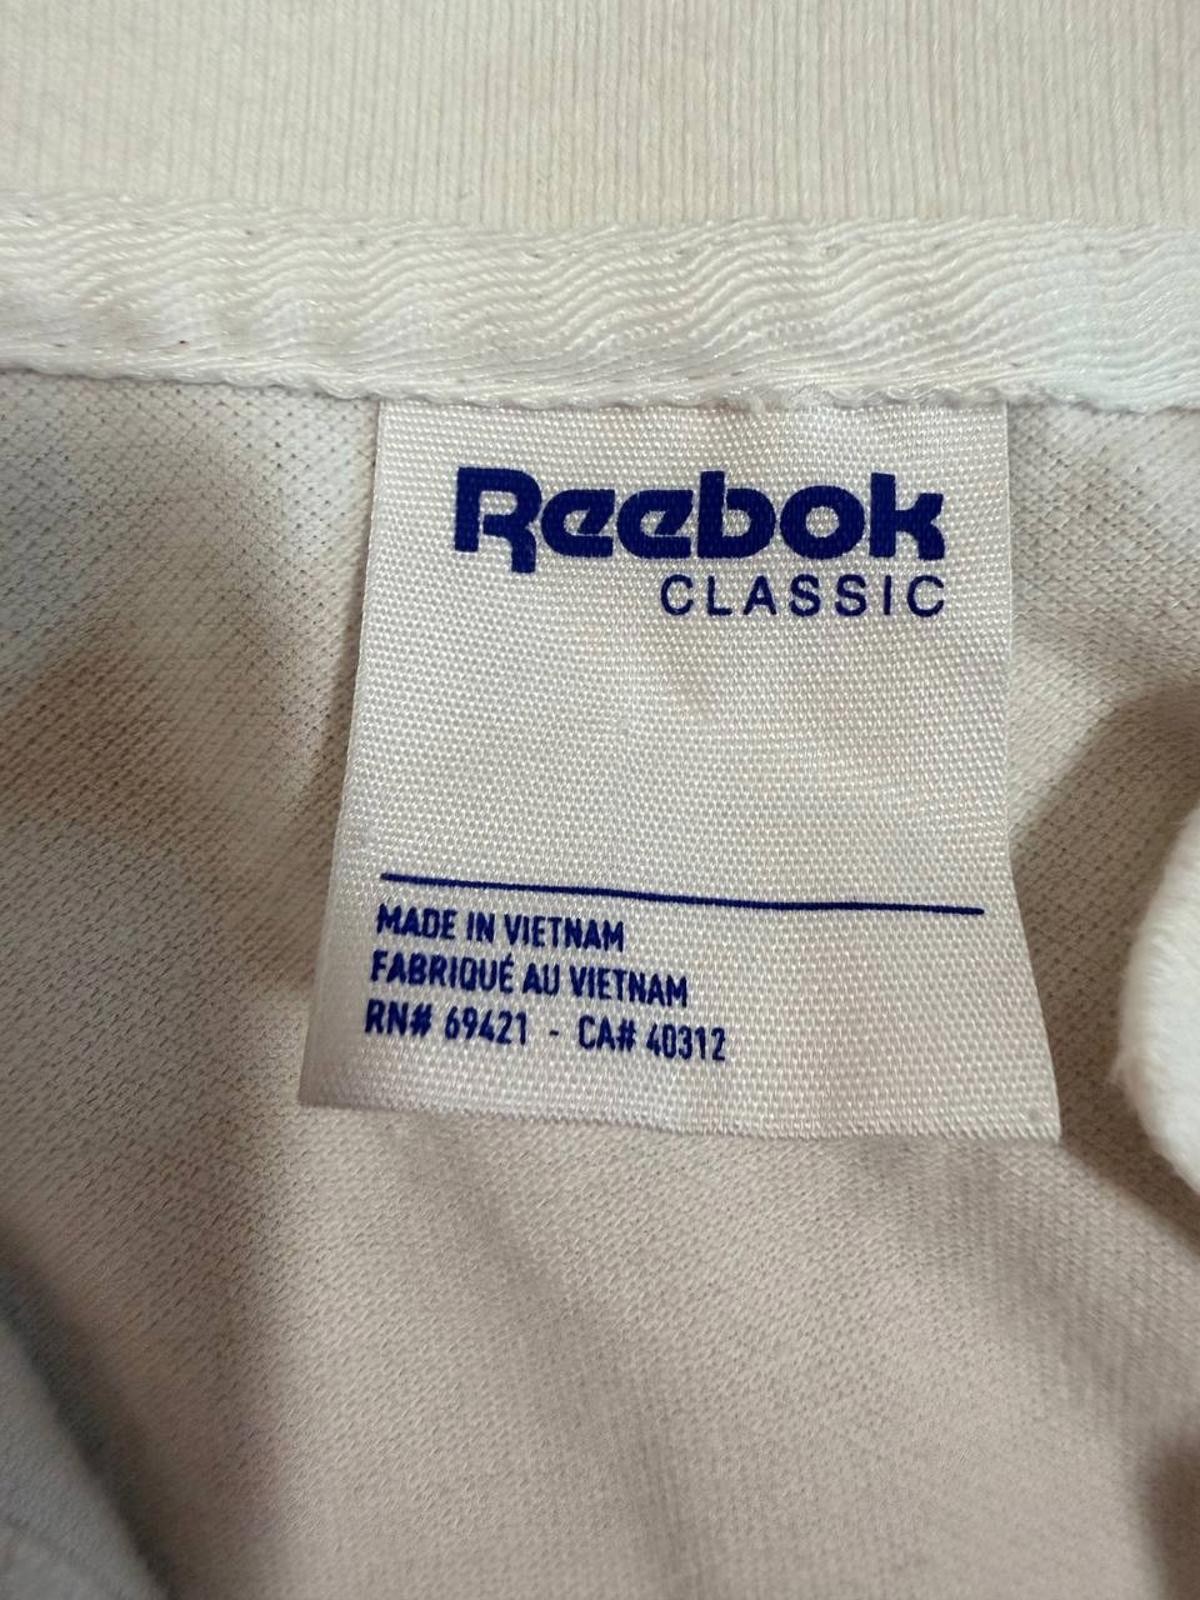 Reebok
CLASSIC
MADE IN VIETNAM
FABRIQUÉ AU VIETNAM
RN# 69421 - CA# 40312